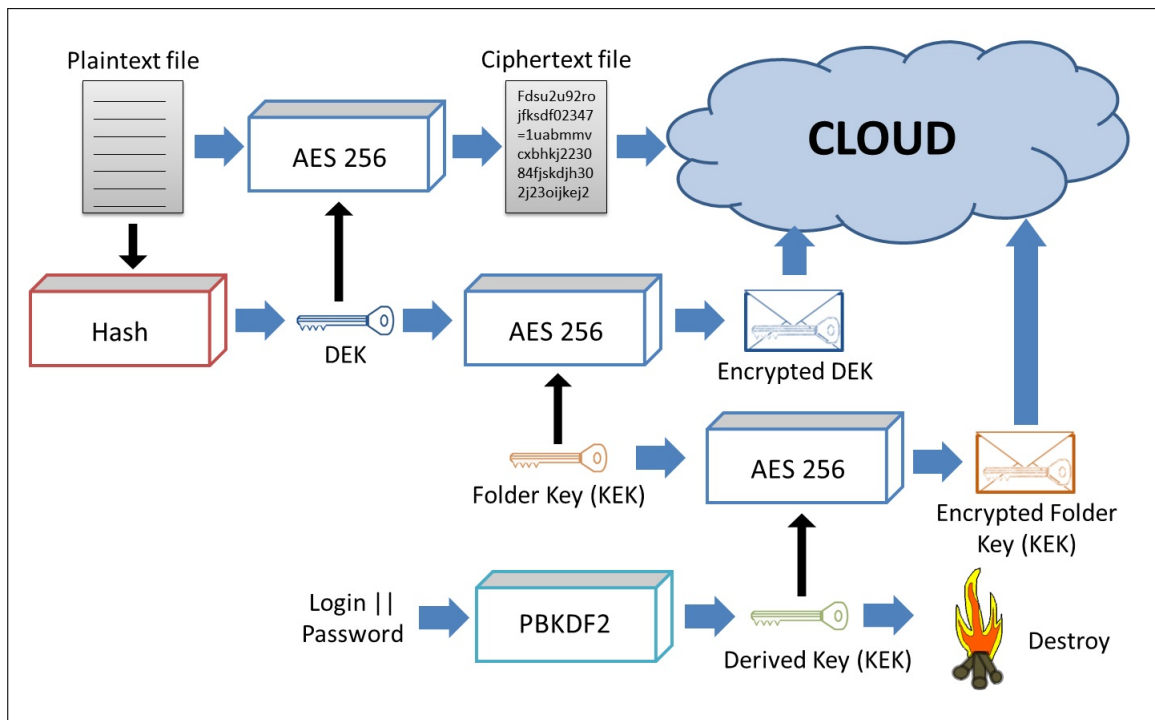 Plaintext file
Ciphertext file
Fdsu2u92ro
jfksdf02347
=1uabmmv
cxbhkj2230
84fjskdjh30
2j23oijkej2
AES 256
CLOUD
Hash
DEK
AES 256
Encrypted DEK
Folder Key (KEK)
AES 256
Encrypted Folder
Key (KEK)
Login ||
Password
PBKDF2
Derived Key (KEK)
Destroy